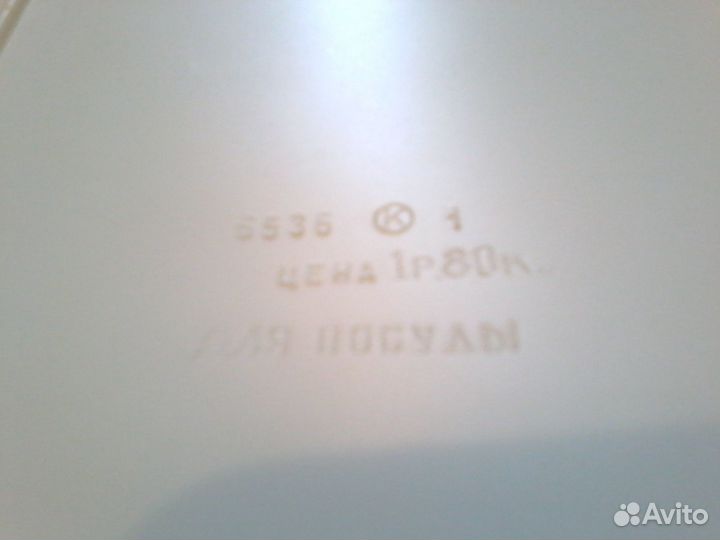 6536 Ⓚ 1
ЦЕНА 1Р.80К.
ДЛЯ ПОСУДЫ
Avito